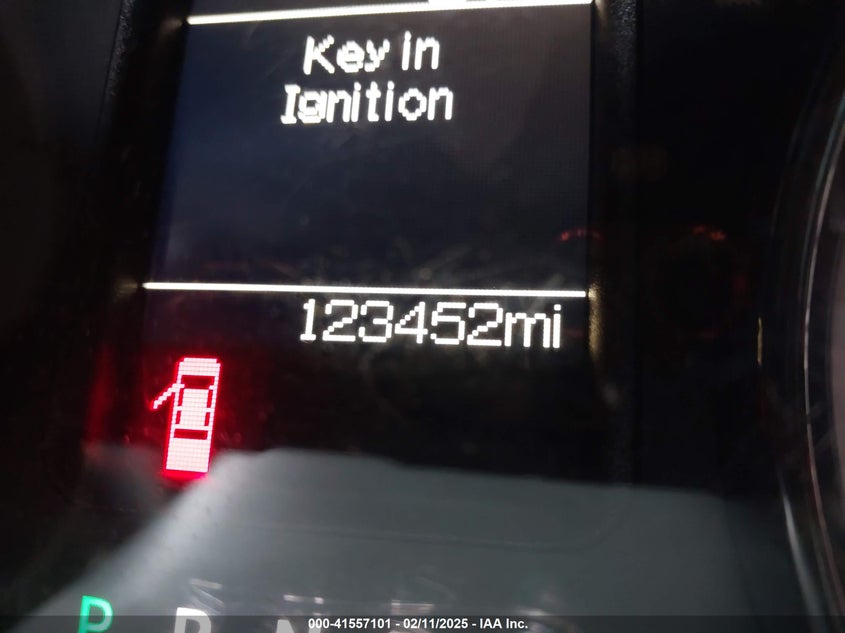 Key in
Ignition
123452mi
P R N
000-41557101 - 02/11/2025 - IAA Inc.